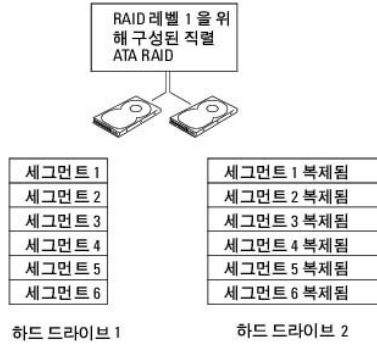 RAID 레벨 1 을 위
해 구성된 직렬
ATA RAID
세그먼트 1
세그먼트 2
세그먼트 3
세그먼트 4
세그먼트 5
세그먼트 6
하드 드라이브 1
세그먼트 1 복제됨
세그먼트 2 복제됨
세그먼트 3 복제됨
세그먼트 4 복제됨
세그먼트 5 복제됨
세그먼트 6 복제됨
하드 드라이브 2